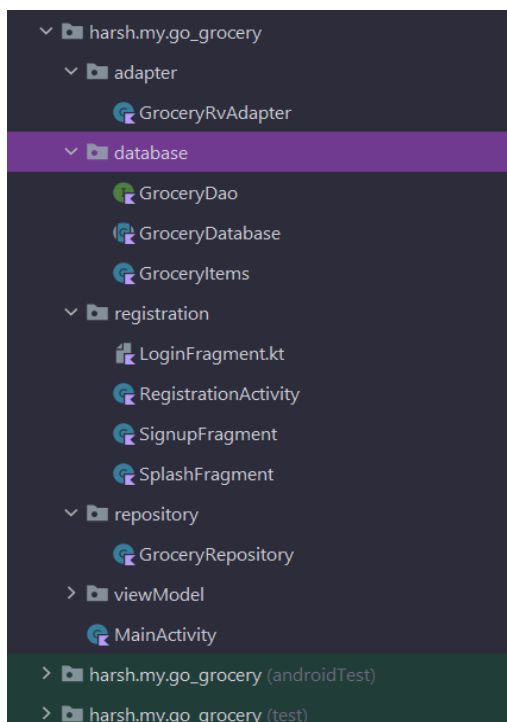 harsh.my.go_grocery
adapter
GroceryRvAdapter
database
GroceryDao
GroceryDatabase
GroceryItems
registration
LoginFragment.kt
RegistrationActivity
SignupFragment
SplashFragment
repository
GroceryRepository
viewModel
MainActivity
harsh.my.go_grocery (androidTest)
harsh.my.go_grocery (test)